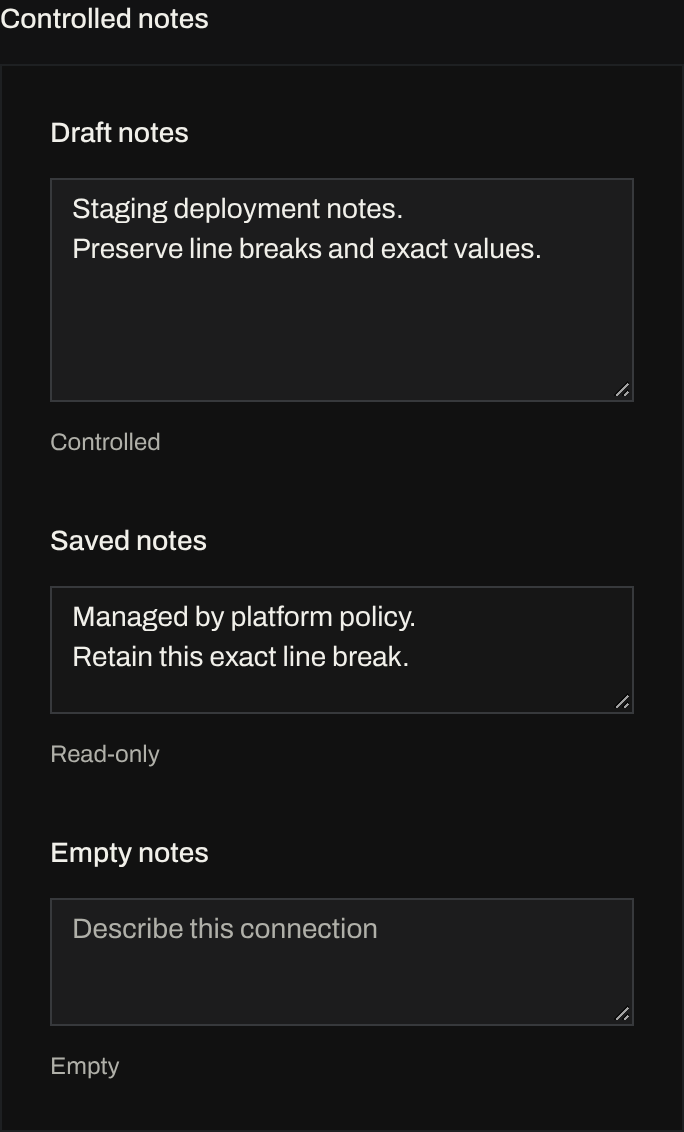 Controlled notes
Draft notes
Staging deployment notes.
Preserve line breaks and exact values.
Controlled
Saved notes
Managed by platform policy.
Retain this exact line break.
Read-only
Empty notes
Describe this connection
Empty